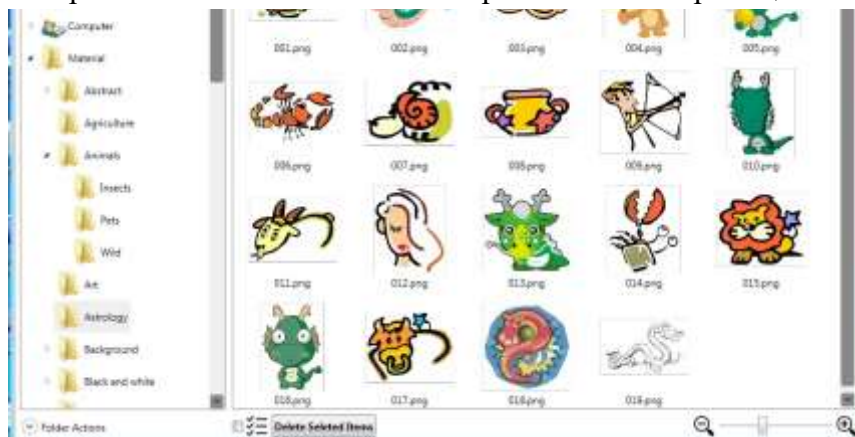 Computer
Material
Abstract
Agriculture
Animals
Insects
Pets
Wild
Art
Astrology
Background
Black and white
Folder Actions
001.png 002.png 003.png 004.png 005.png
006.png 007.png 008.png 009.png 010.png
011.png 012.png 013.png 014.png 015.png
016.png 017.png 018.png 019.png
Delete Seleted Items